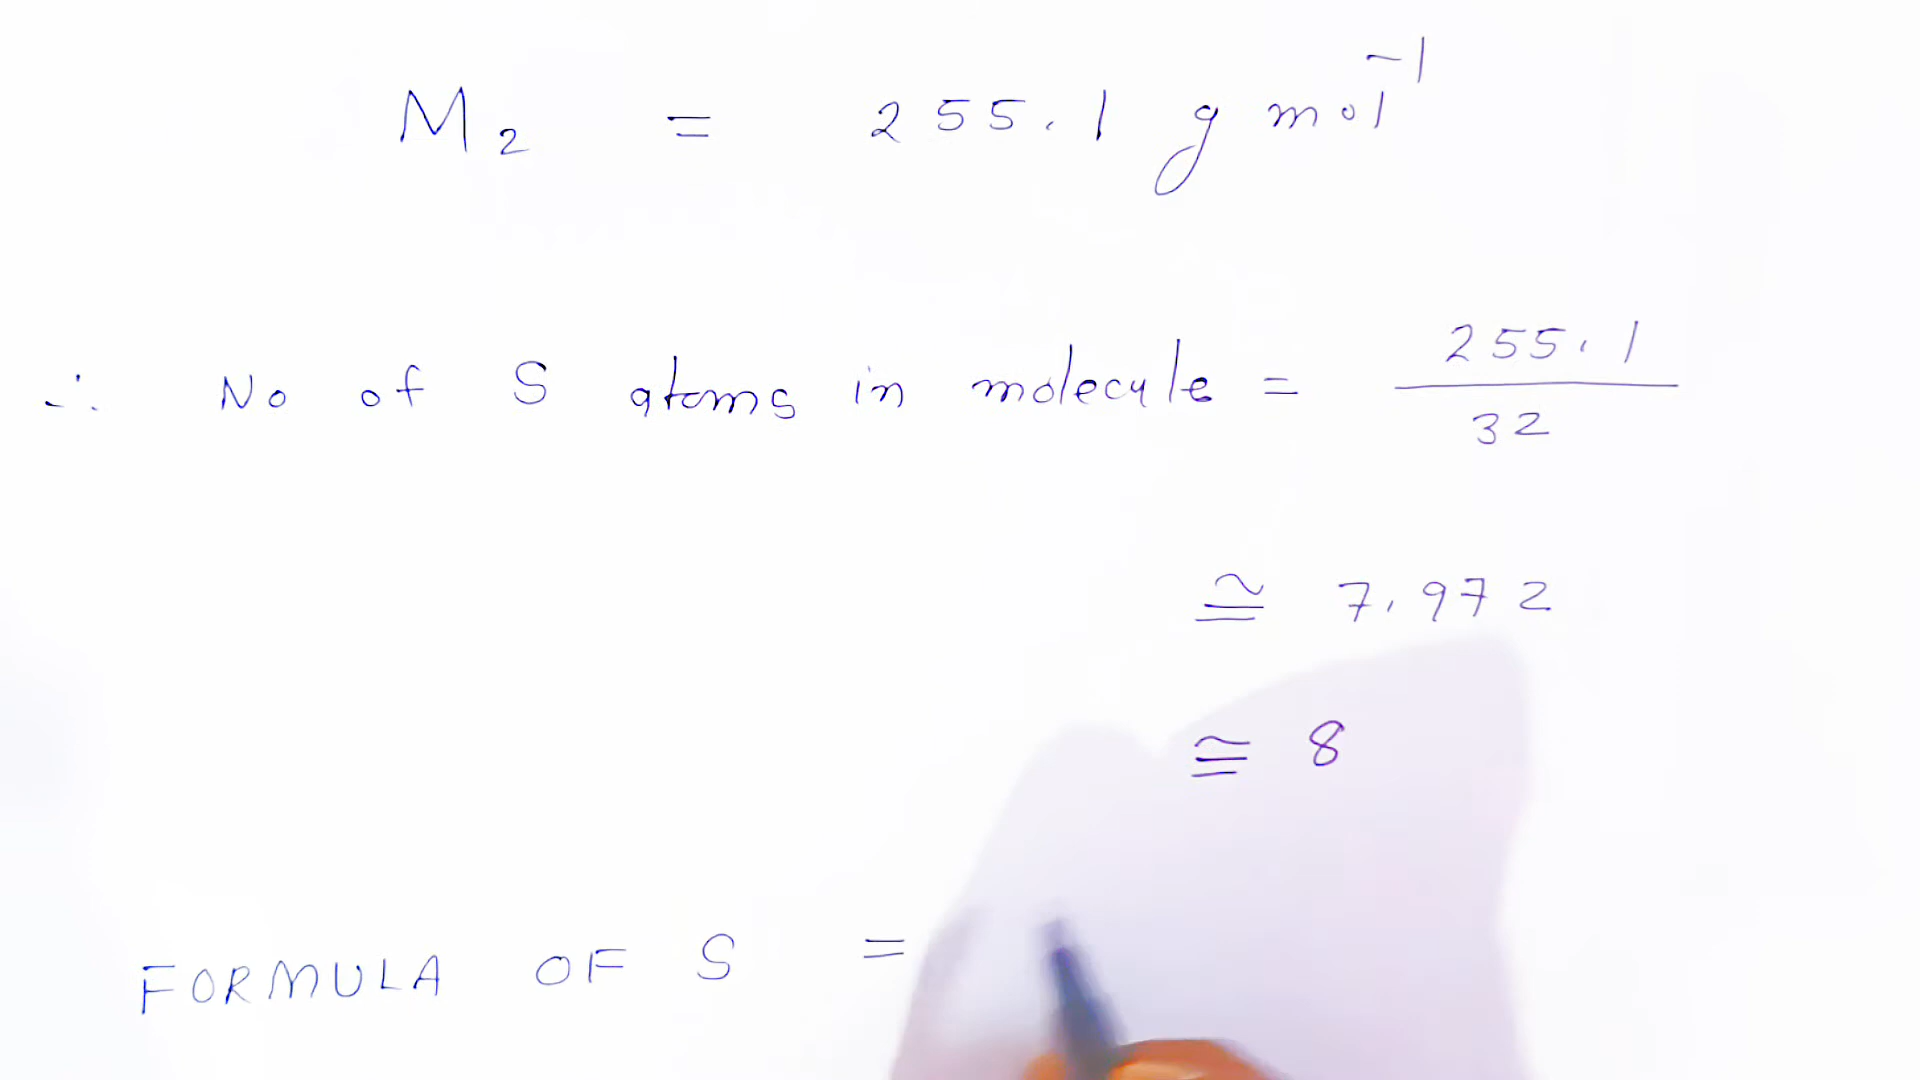 M₂ = 255.1 g mol⁻¹
∴ No of S atoms in molecule = 255.1 / 32
≅ 7.972
≅ 8
FORMULA OF S =